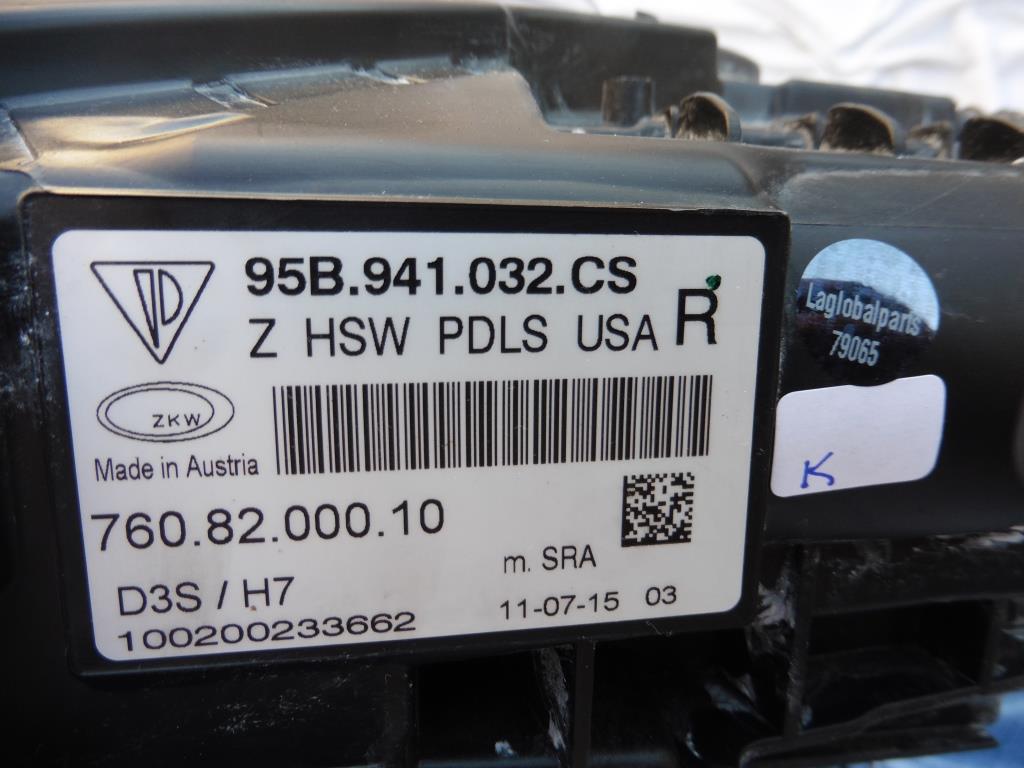 95B.941.032.CS
Z HSW PDLS USA R
ZKW
Made in Austria
760.82.000.10
m. SRA
D3S / H7
11-07-15 03
100200233662
Laglobalparts
79065
K